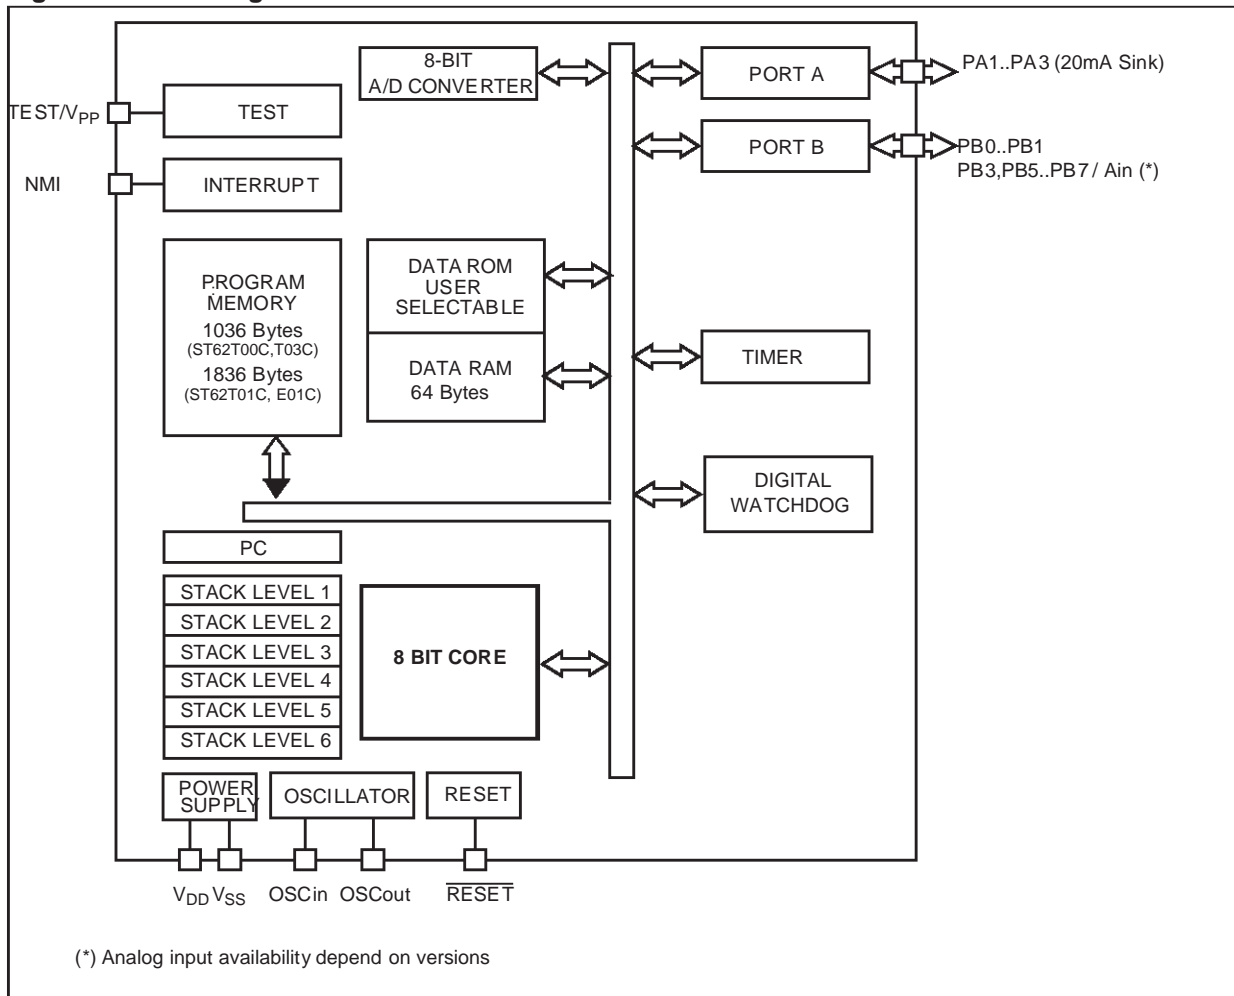 8-BIT
A/D CONVERTER
PORT A
PA1..PA3 (20mA Sink)
TEST/VPP
TEST
PORT B
PB0..PB1
PB3,PB5..PB7/ Ain (*)
NMI
INTERRUPT
PROGRAM
MEMORY
1036 Bytes
(ST62T00C,T03C)
1836 Bytes
(ST62T01C, E01C)
DATA ROM
USER
SELECTABLE
DATA RAM
64 Bytes
TIMER
DIGITAL
WATCHDOG
PC
STACK LEVEL 1
STACK LEVEL 2
STACK LEVEL 3
STACK LEVEL 4
STACK LEVEL 5
STACK LEVEL 6
8 BIT CORE
POWER
SUPPLY
OSCILLATOR
RESET
VDD VSS OSCin OSCout RESET
(*) Analog input availability depend on versions